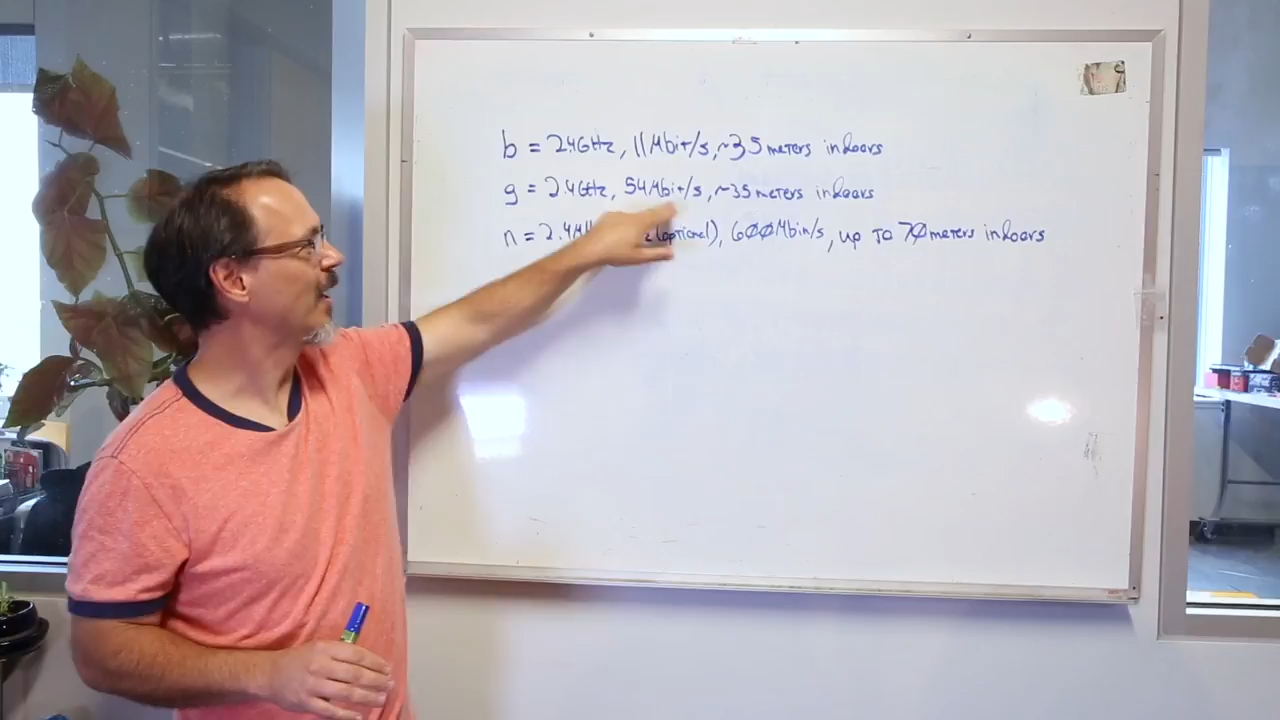 b = 2.4GHz, 11Mbit/s, ~35 meters indoors
g = 2.4GHz, 54Mbit/s, ~35 meters indoors
n = 2.4 (optional), 600Mbin/s, up to 70 meters indoors